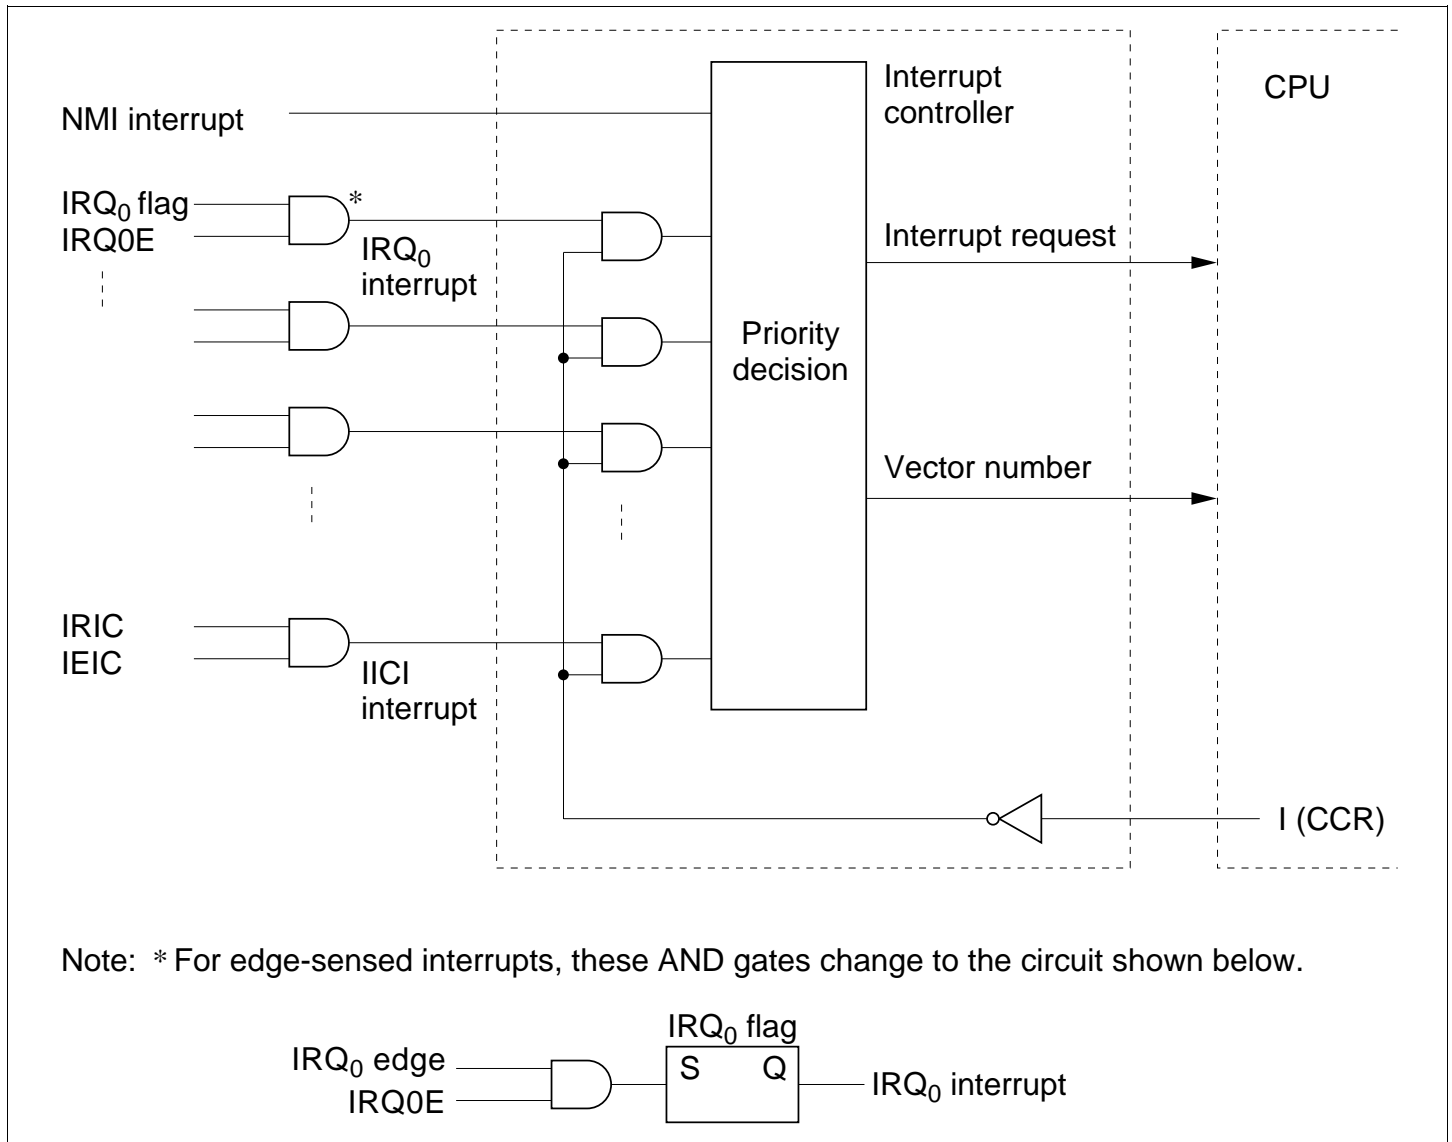 NMI interrupt
Interrupt
controller
CPU
IRQ0 flag
IRQ0E
*
IRQ0
interrupt
Interrupt request
Priority
decision
Vector number
IRIC
IEIC
IICI
interrupt
I (CCR)
Note: * For edge-sensed interrupts, these AND gates change to the circuit shown below.
IRQ0 flag
IRQ0 edge
IRQ0E
S Q
IRQ0 interrupt